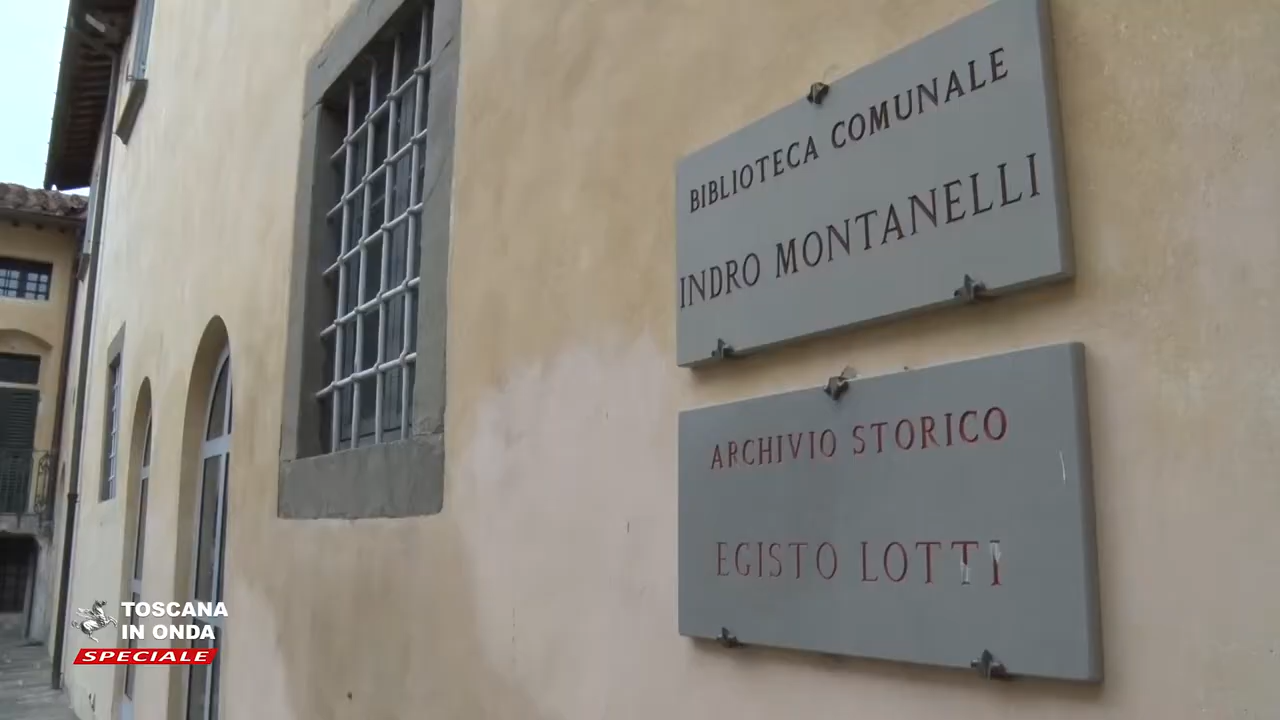 BIBLIOTECA COMUNALE
INDRO MONTANELLI
ARCHIVIO STORICO
EGISTO LOTTI
TOSCANA
IN ONDA
SPECIALE